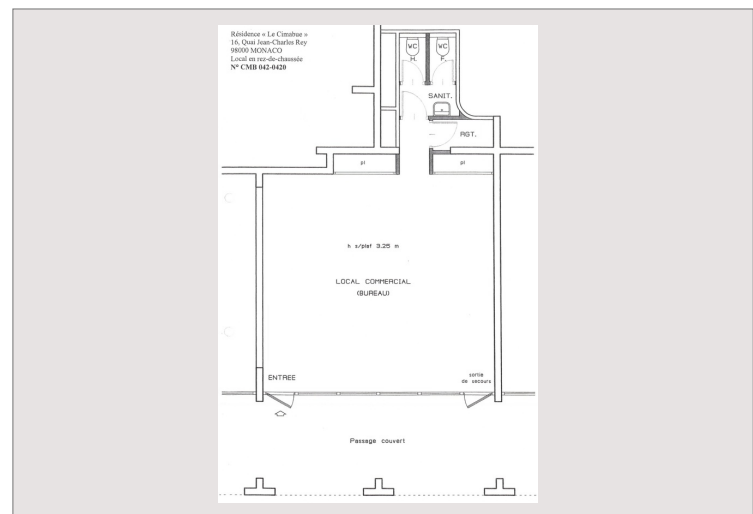 Résidence « Le Cimabue »
16, Quai Jean-Charles Rey
98000 MONACO
Local en rez-de-chaussée
N° CMB 042-0420
WC
H.
WC
F.
SANIT.
RGT.
pl
pl
h s/plaf 3.25 m
LOCAL COMMERCIAL
(BUREAU)
ENTREE
sortie
de secours
Passage couvert